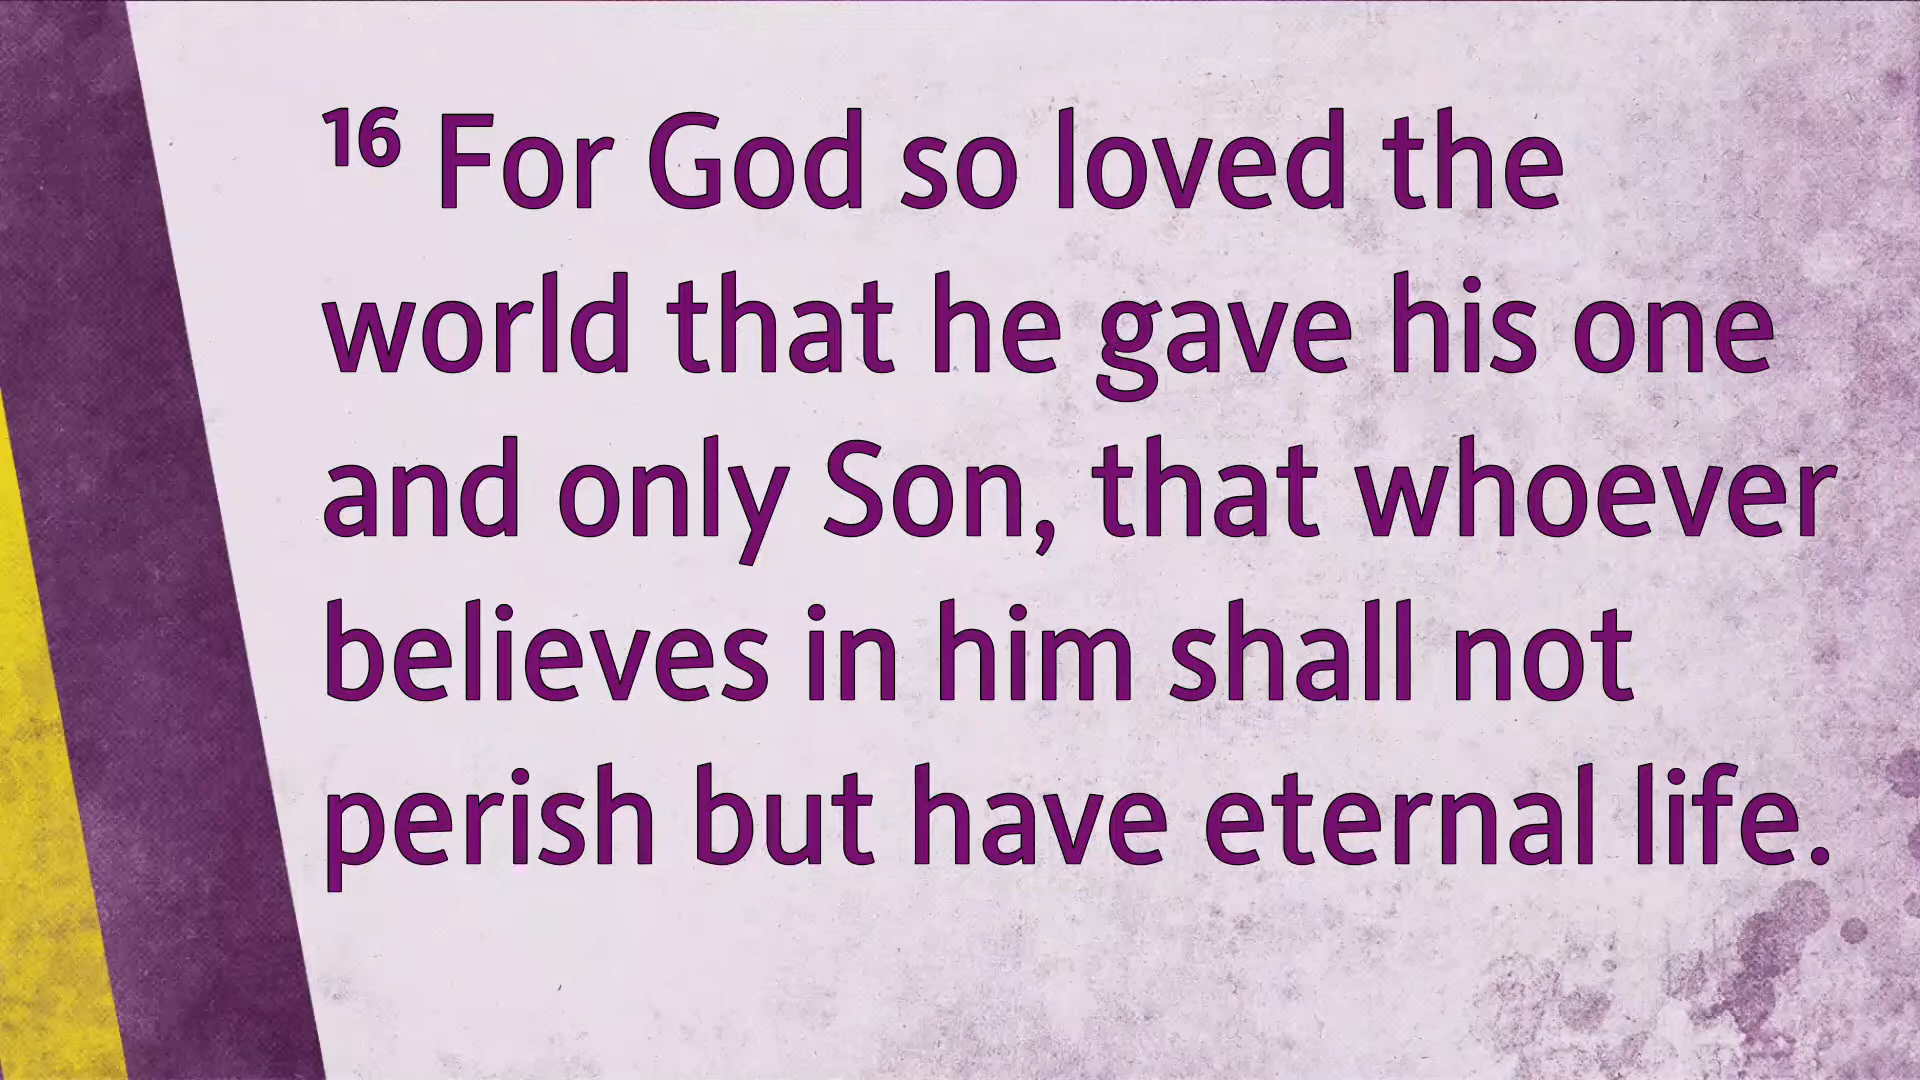 16 For God so loved the
world that he gave his one
and only Son, that whoever
believes in him shall not
perish but have eternal life.